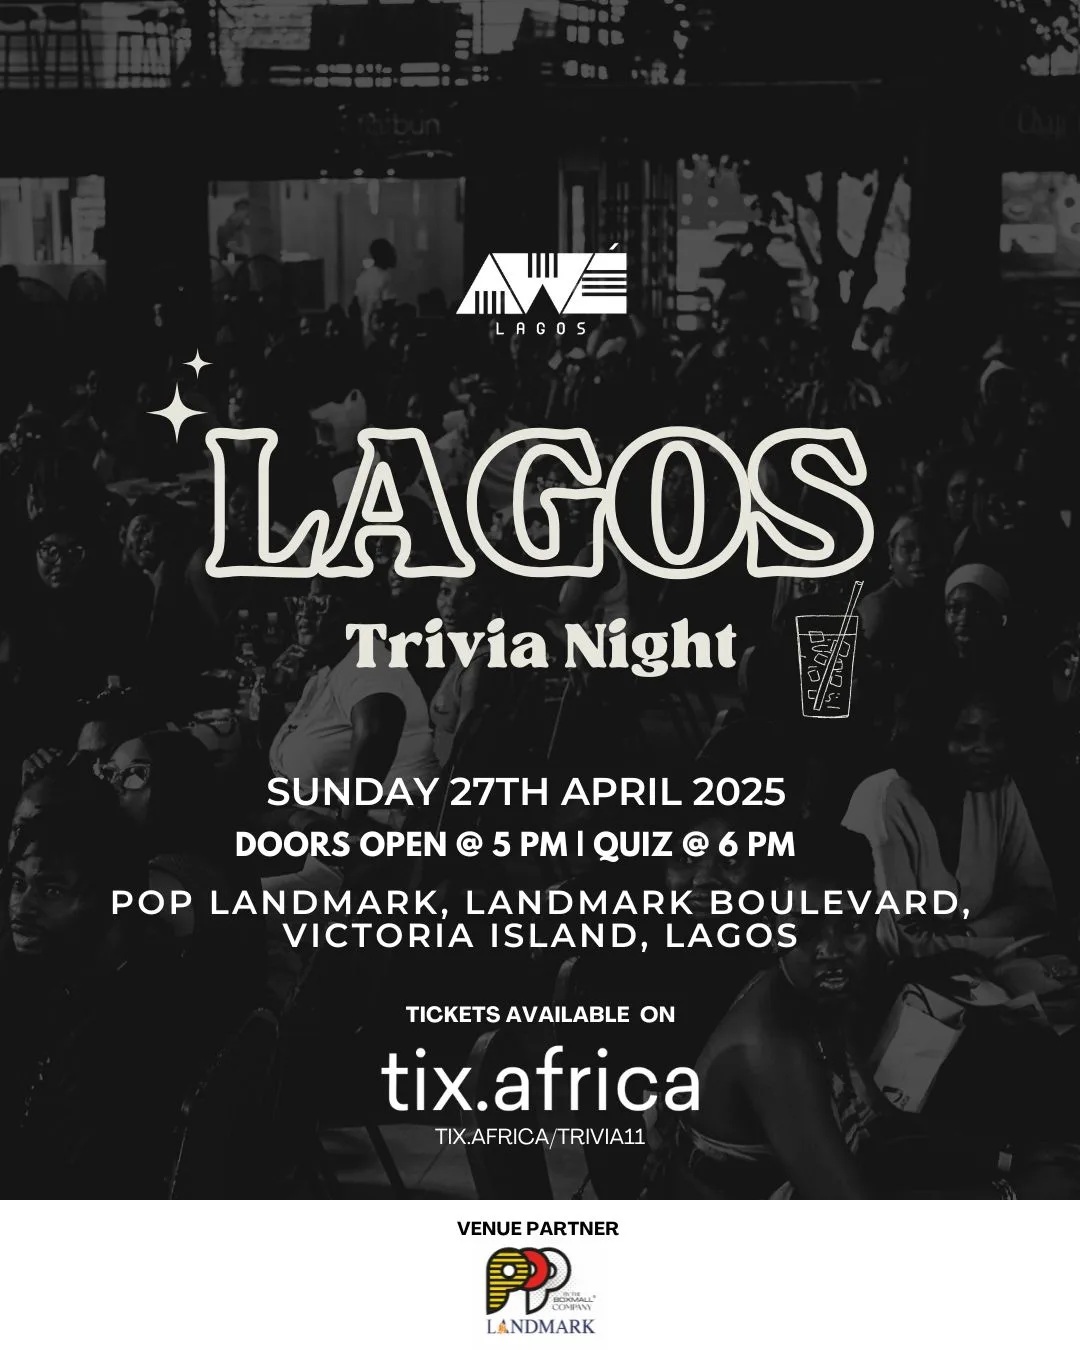 AWÉ
LAGOS
LAGOS
Trivia Night
SUNDAY 27TH APRIL 2025
DOORS OPEN @ 5 PM | QUIZ @ 6 PM
POP LANDMARK, LANDMARK BOULEVARD,
VICTORIA ISLAND, LAGOS
TICKETS AVAILABLE ON
tix.africa
TIX.AFRICA/TRIVIA11
VENUE PARTNER
POP
BY THE
BOXMALL
COMPANY
LANDMARK